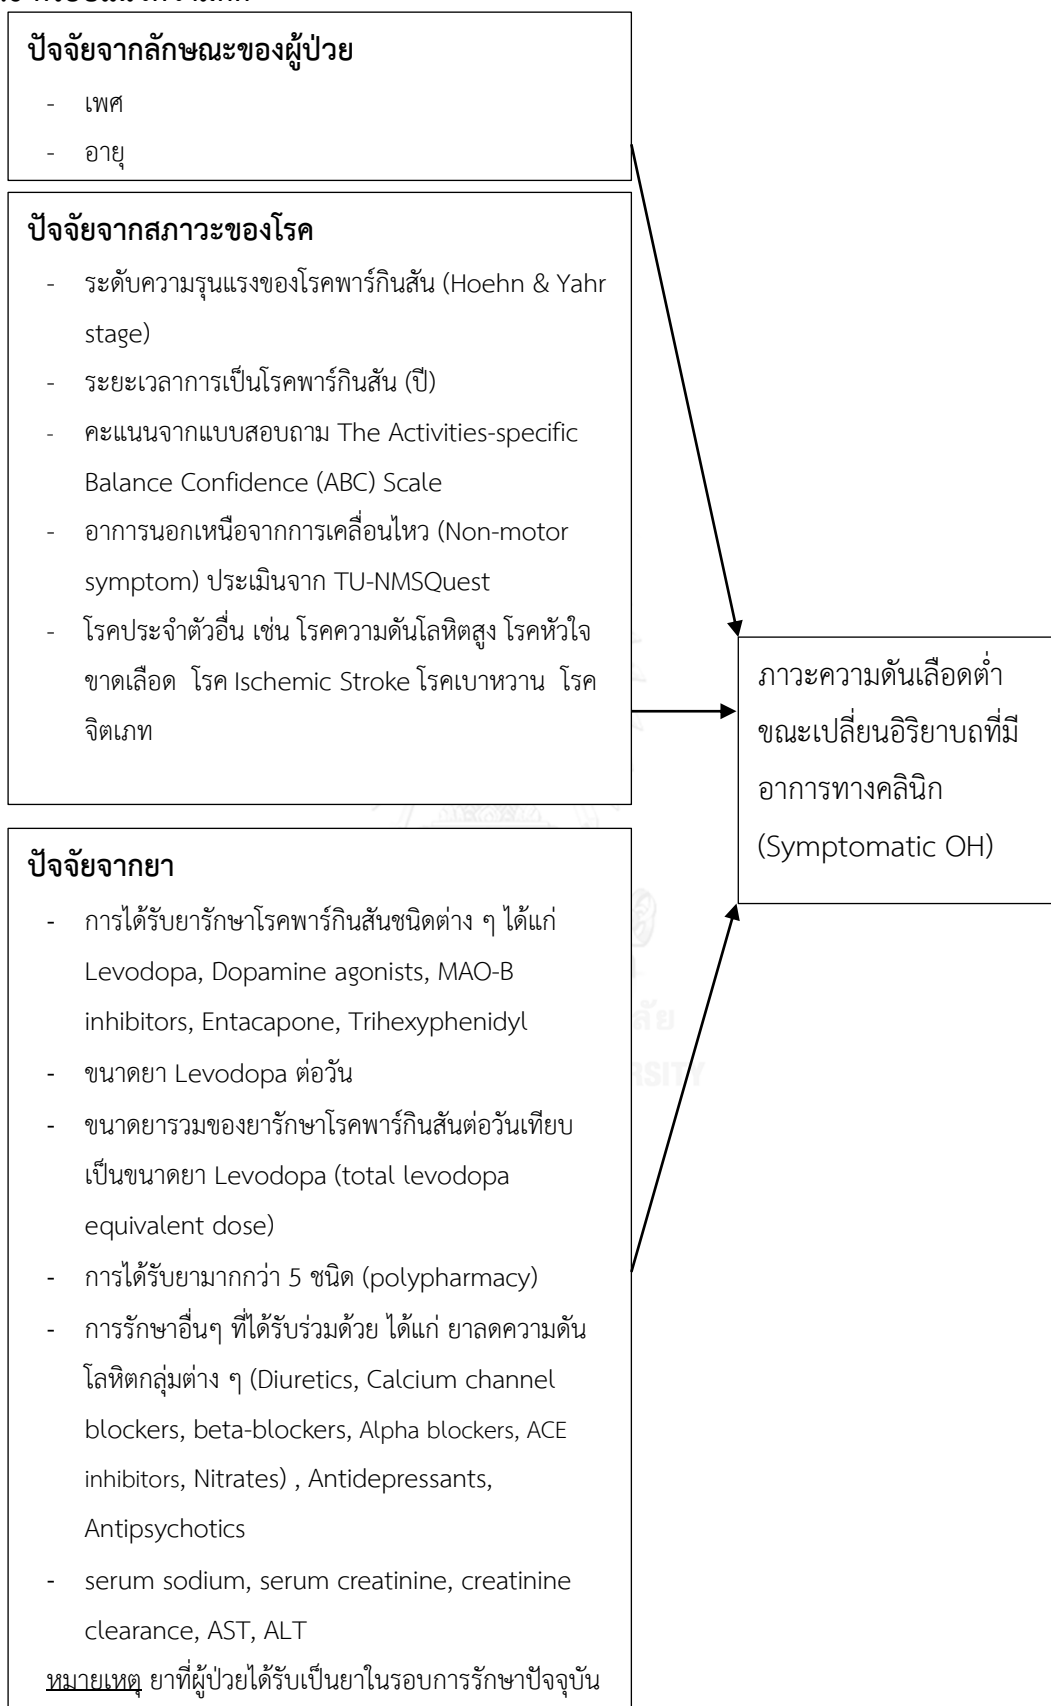 ปัจจัยจากลักษณะของผู้ป่วย
- เพศ
- อายุ
ปัจจัยจากสภาวะของโรค
- ระดับความรุนแรงของโรคพาร์กินสัน (Hoehn & Yahr
stage)
- ระยะเวลาการเป็นโรคพาร์กินสัน (ปี)
- คะแนนจากแบบสอบถาม The Activities-specific
Balance Confidence (ABC) Scale
- อาการนอกเหนือจากการเคลื่อนไหว (Non-motor
symptom) ประเมินจาก TU-NMSQuest
- โรคประจำตัวอื่น เช่น โรคความดันโลหิตสูง โรคหัวใจ
ขาดเลือด โรค Ischemic Stroke โรคเบาหวาน โรค
จิตเภท
ภาวะความดันเลือดต่ำ
ขณะเปลี่ยนอิริยาบถที่มี
อาการทางคลินิก
(Symptomatic OH)
ปัจจัยจากยา
- การได้รับยารักษาโรคพาร์กินสันชนิดต่าง ๆ ได้แก่
Levodopa, Dopamine agonists, MAO-B
inhibitors, Entacapone, Trihexyphenidyl
- ขนาดยา Levodopa ต่อวัน
- ขนาดยารวมของยารักษาโรคพาร์กินสันต่อวันเทียบ
เป็นขนาดยา Levodopa (total levodopa
equivalent dose)
- การได้รับยามากกว่า 5 ชนิด (polypharmacy)
- การรักษาอื่นๆ ที่ได้รับร่วมด้วย ได้แก่ ยาลดความดัน
โลหิตกลุ่มต่าง ๆ (Diuretics, Calcium channel
blockers, beta-blockers, Alpha blockers, ACE
inhibitors, Nitrates) , Antidepressants,
Antipsychotics
- serum sodium, serum creatinine, creatinine
clearance, AST, ALT
หมายเหตุ ยาที่ผู้ป่วยได้รับเป็นยาในรอบการรักษาปัจจุบัน